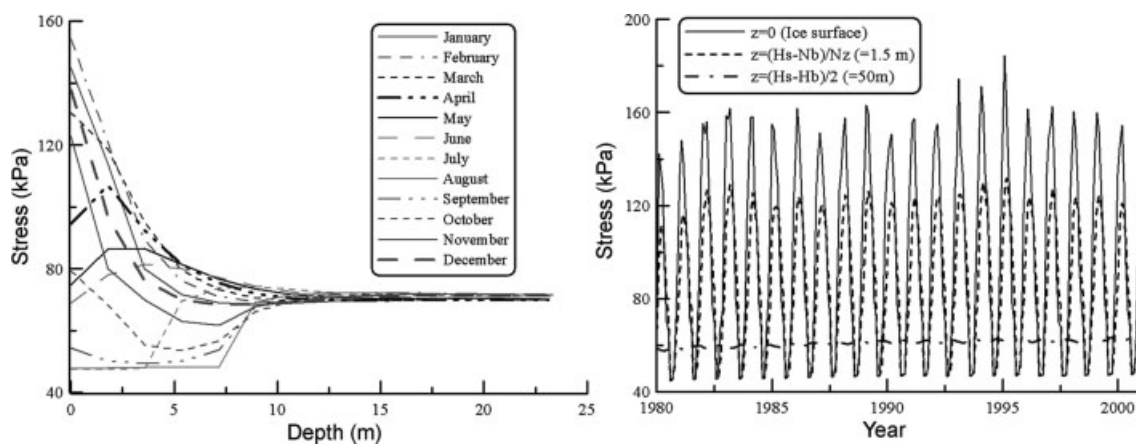 160
120
80
40
Stress (kPa)
0
5
10
15
20
25
Depth (m)
January
February
March
April
May
June
July
August
September
October
November
December
200
160
120
80
40
Stress (kPa)
1980
1985
1990
1995
2000
Year
z=0 (Ice surface)
z=(Hs-Nb)/Nz (=1.5 m)
z=(Hs-Hb)/2 (=50m)